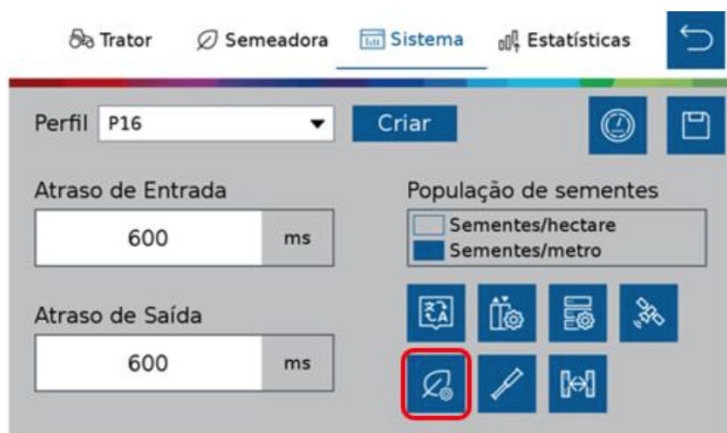 Trator Semeadora Sistema Estatísticas
Perfil P16 Criar
Atraso de Entrada
600 ms
População de sementes
Sementes/hectare
Sementes/metro
Atraso de Saída
600 ms